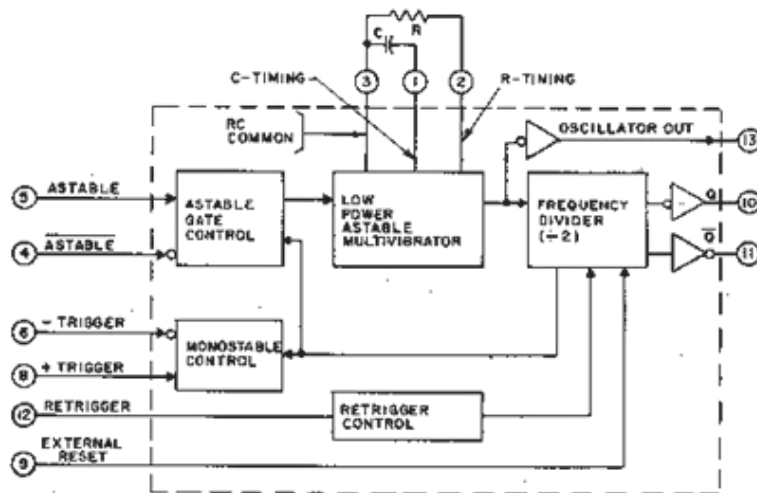 R
C
C-TIMING
3
1
2
R-TIMING
RC
COMMON
OSCILLATOR OUT
13
5
ASTABLE
ASTABLE
GATE
CONTROL
LOW
POWER
ASTABLE
MULTIVIBRATOR
FREQUENCY
DIVIDER
(÷2)
Q
10
4
ASTABLE
Q
11
6
- TRIGGER
MONOSTABLE
CONTROL
8
+ TRIGGER
12
RETRIGGER
RETRIGGER
CONTROL
EXTERNAL
9
RESET